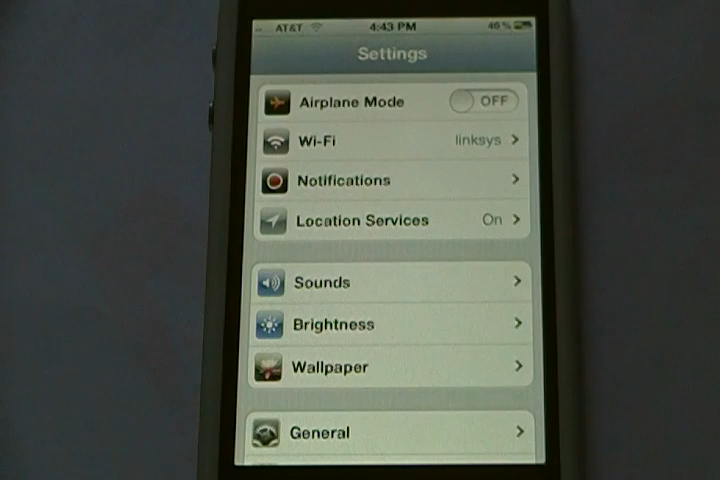 AT&T 4:43 PM 46%
Settings
Airplane Mode OFF
Wi-Fi linksys
Notifications
Location Services On
Sounds
Brightness
Wallpaper
General